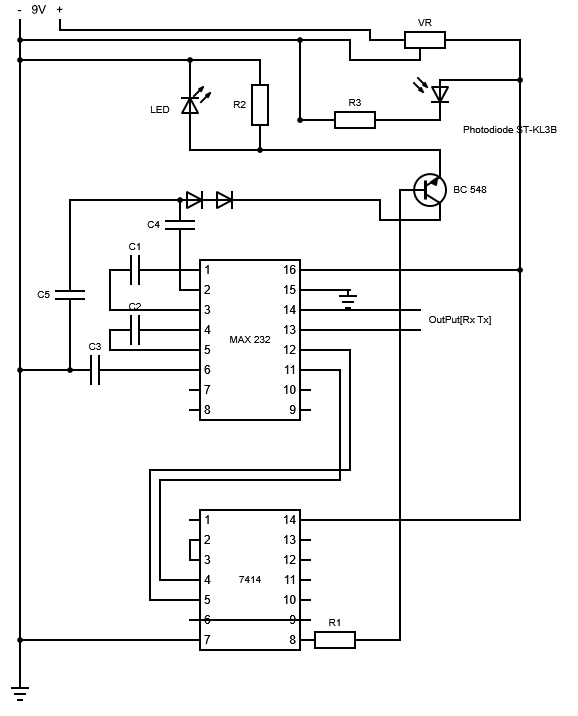 - 9V +
VR
LED
R2
R3
Photodiode ST-KL3B
BC 548
C4
C1
C5
C2
C3
1 16
2 15
3 14
OutPut[Rx Tx]
4 13
MAX 232
5 12
6 11
7 10
8 9
1 14
2 13
3 12
4 7414 11
5 10
6 9
7 8
R1